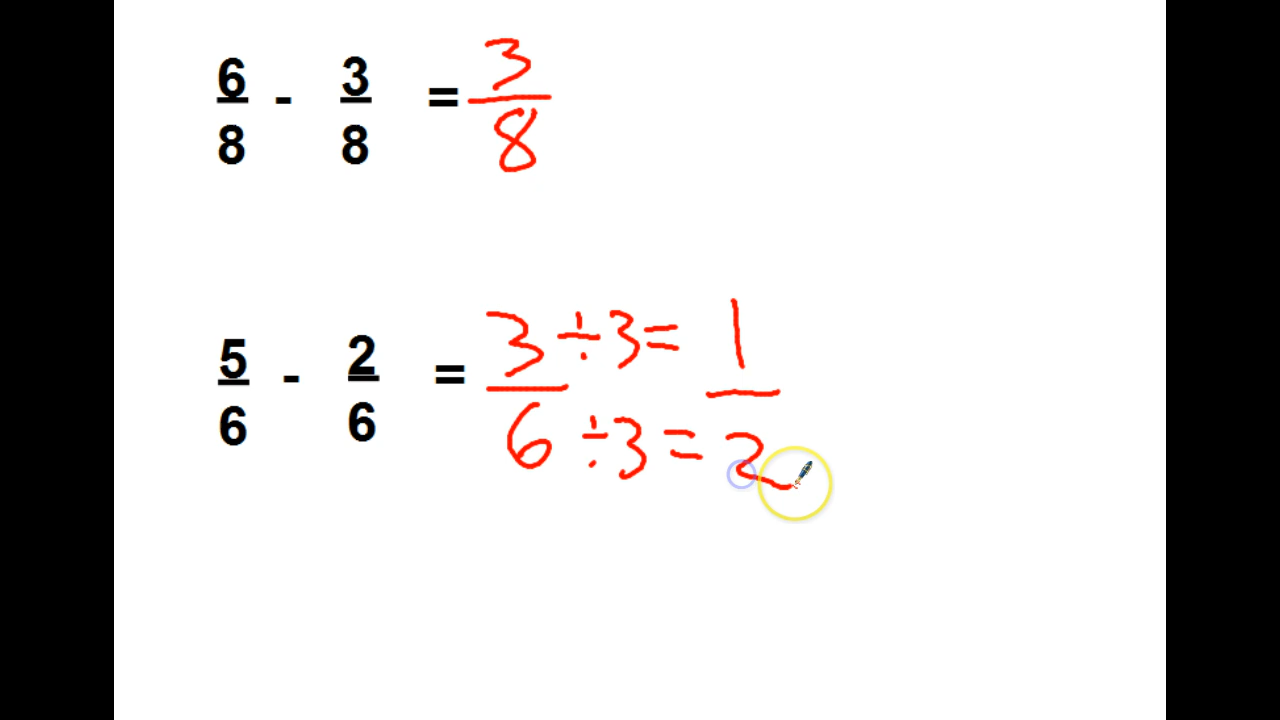 6/8 - 3/8 = 3/8
5/6 - 2/6 = 3/6 ÷3= ÷3= 1/2